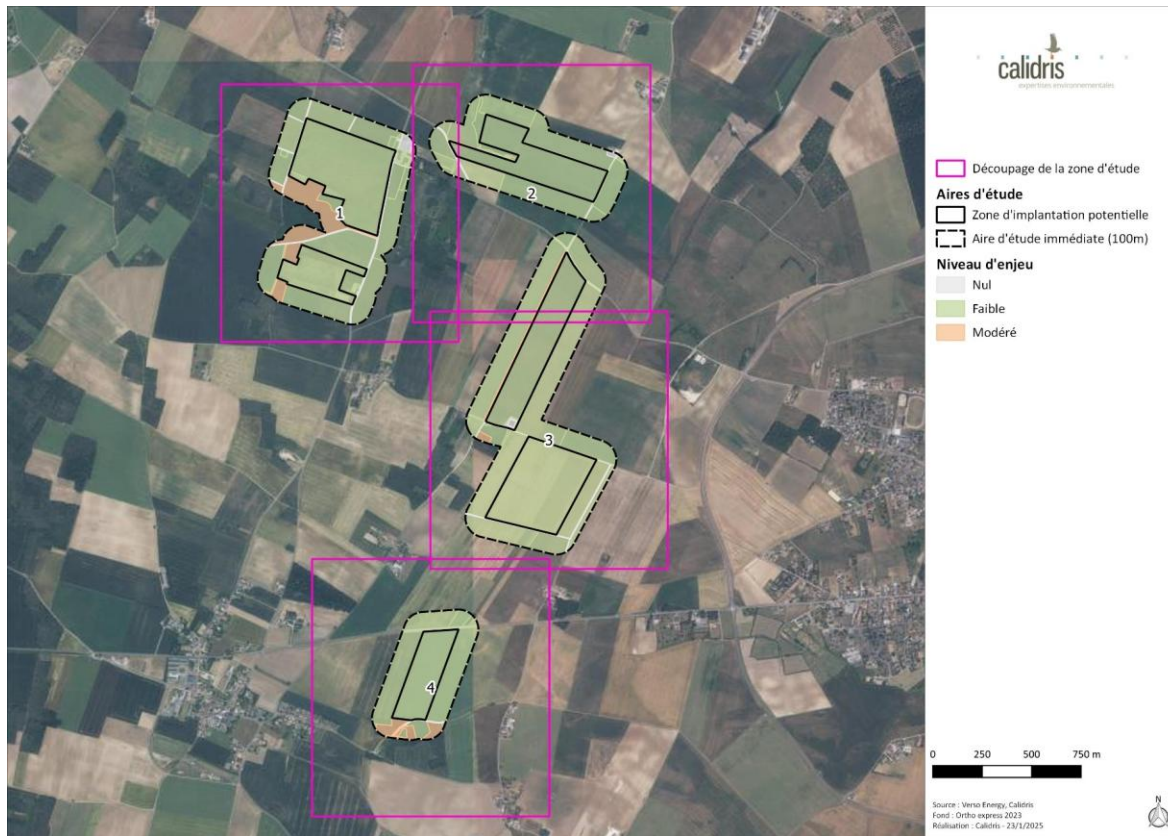 calidris
expertises environnementales
Découpage de la zone d'étude
Aires d'étude
Zone d'implantation potentielle
Aire d'étude immédiate (100m)
Niveau d'enjeu
Nul
Faible
Modéré
1
2
3
4
0 250 500 750 m
Source : Verso Energy, Calidris
Fond : Ortho express 2023
Réalisation : Calidris - 23/1/2025
N